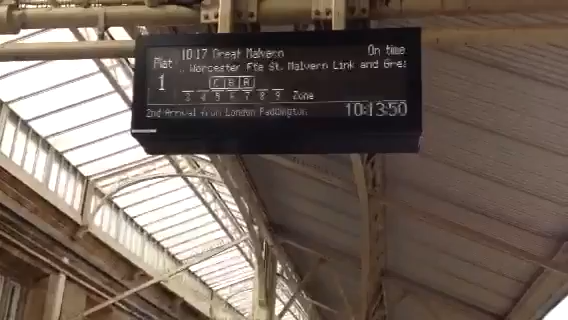 10:17 Great Malvern On time
Plat 1
Worcester Fte St, Malvern Link and Grea
C B A
3 4 5 6 7 8 9 Zone
2nd Arrival from London Paddington 10:13:50